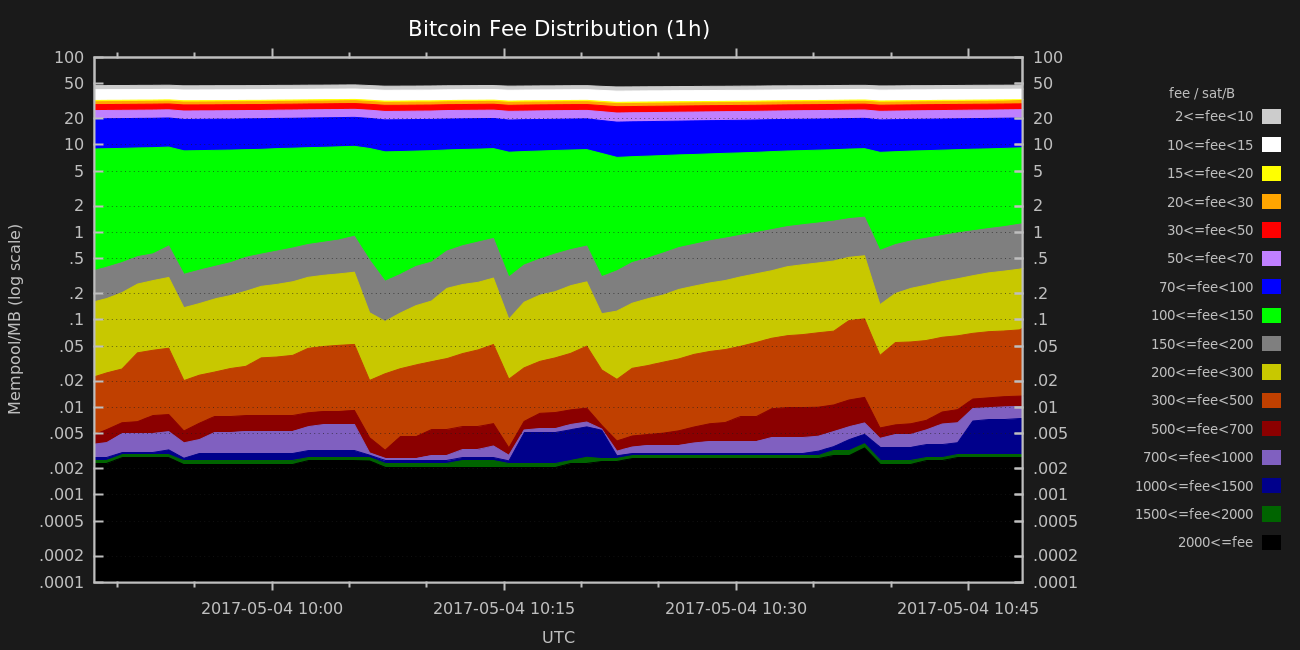 Bitcoin Fee Distribution (1h)
Mempool/MB (log scale)
100
50
20
10
5
2
1
.5
.2
.1
.05
.02
.01
.005
.002
.001
.0005
.0002
.0001
100
50
20
10
5
2
1
.5
.2
.1
.05
.02
.01
.005
.002
.001
.0005
.0002
.0001
2017-05-04 10:00
2017-05-04 10:15
2017-05-04 10:30
2017-05-04 10:45
UTC
fee / sat/B
2<=fee<10
10<=fee<15
15<=fee<20
20<=fee<30
30<=fee<50
50<=fee<70
70<=fee<100
100<=fee<150
150<=fee<200
200<=fee<300
300<=fee<500
500<=fee<700
700<=fee<1000
1000<=fee<1500
1500<=fee<2000
2000<=fee